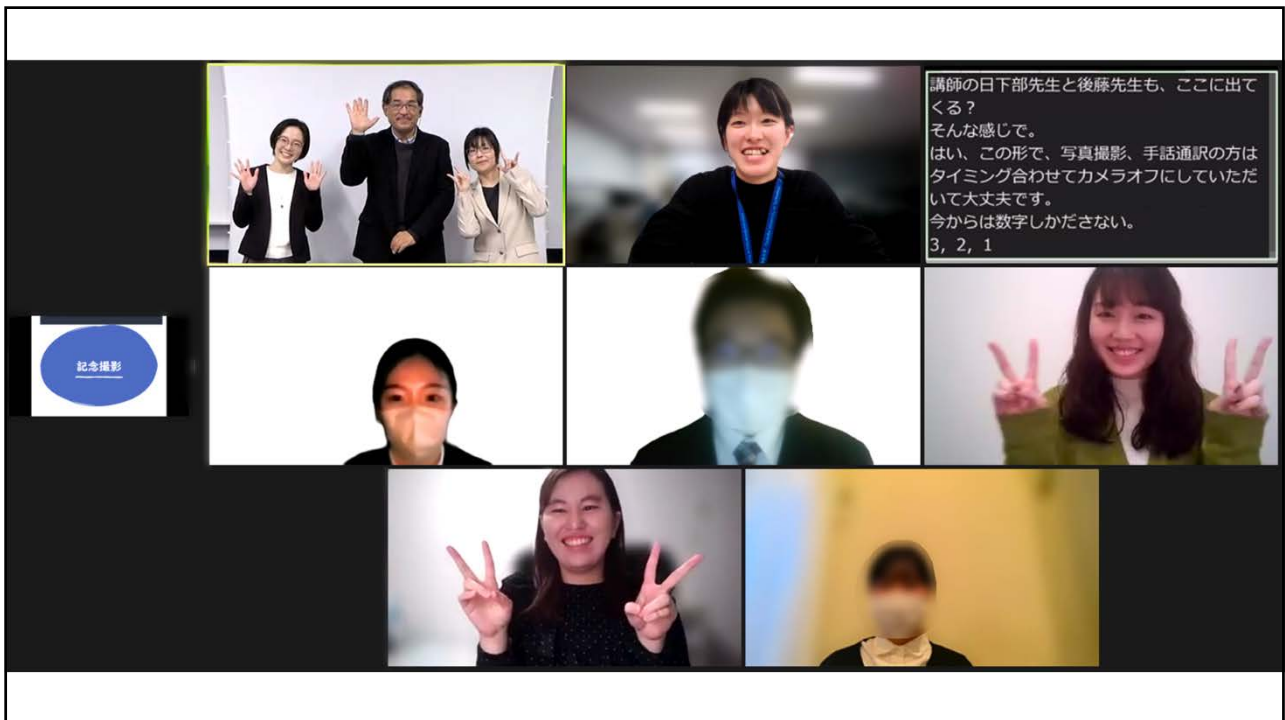 講師の日下部先生と後藤先生も、ここに出て
くる？
そんな感じで。
はい、この形で、写真撮影、手話通訳の方は
タイミング合わせてカメラオフにしていただ
いて大丈夫です。
今からは数字しかださない。
3, 2, 1
記念撮影